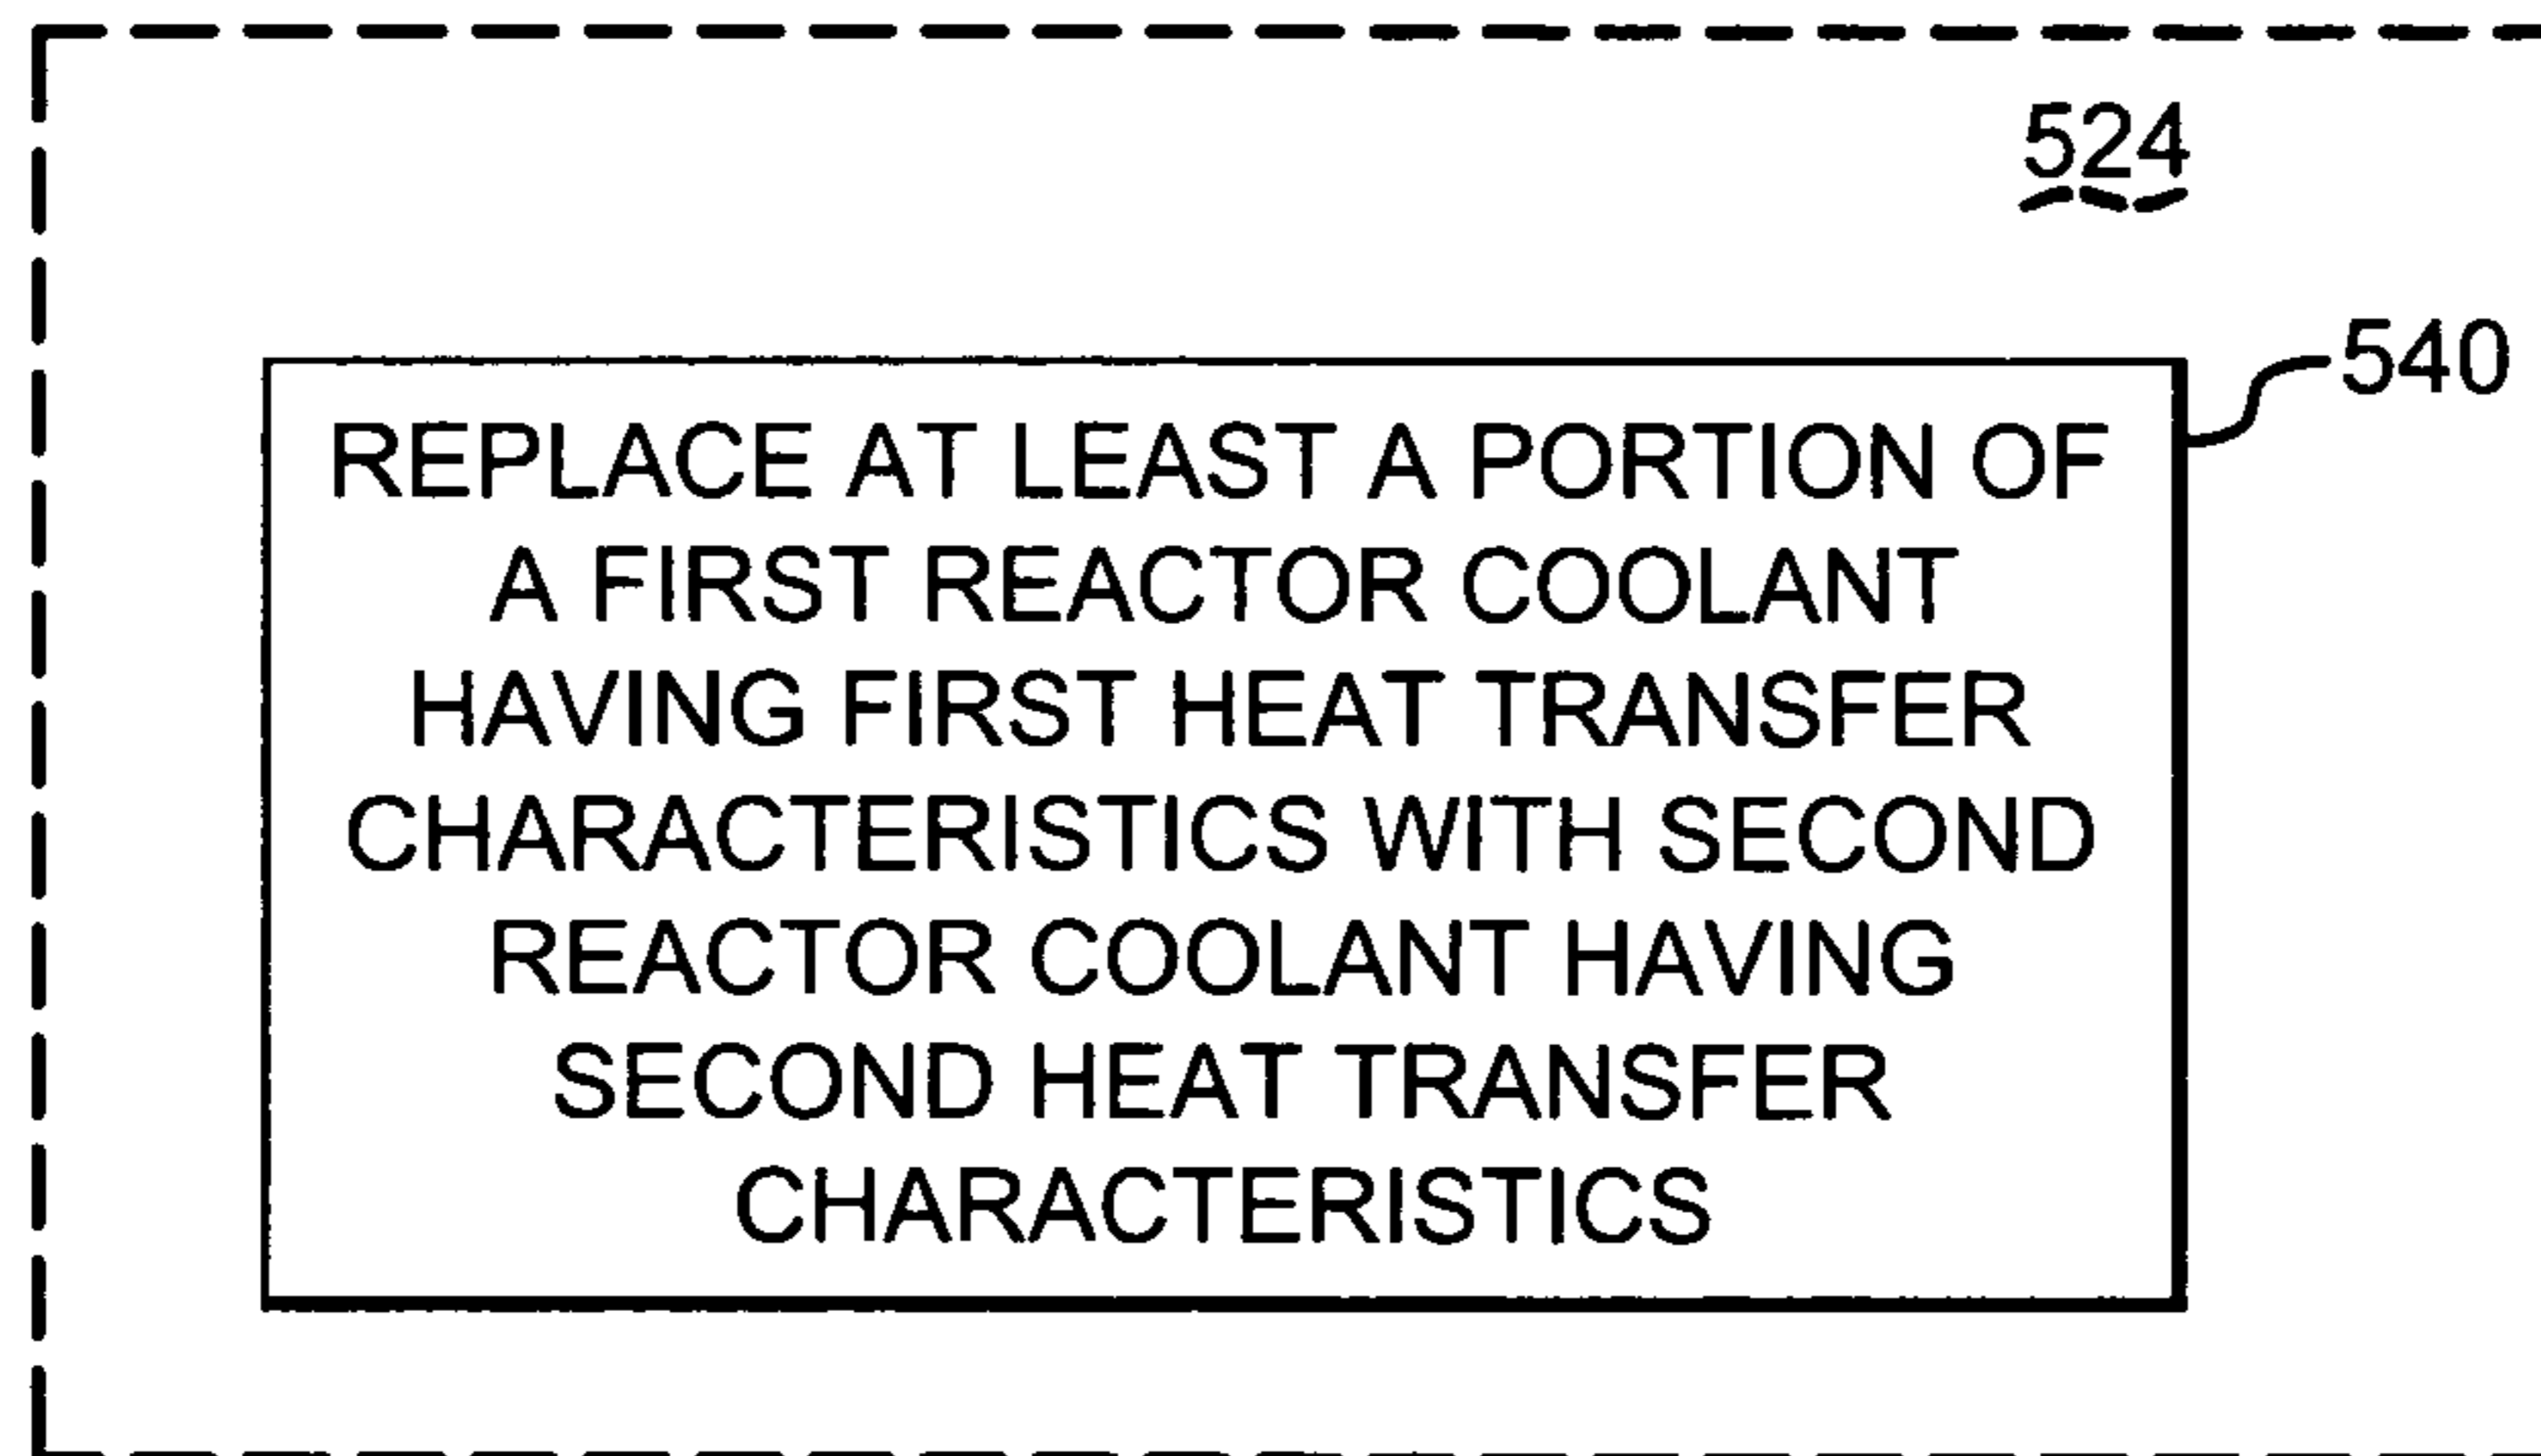 524
540
REPLACE AT LEAST A PORTION OF
A FIRST REACTOR COOLANT
HAVING FIRST HEAT TRANSFER
CHARACTERISTICS WITH SECOND
REACTOR COOLANT HAVING
SECOND HEAT TRANSFER
CHARACTERISTICS